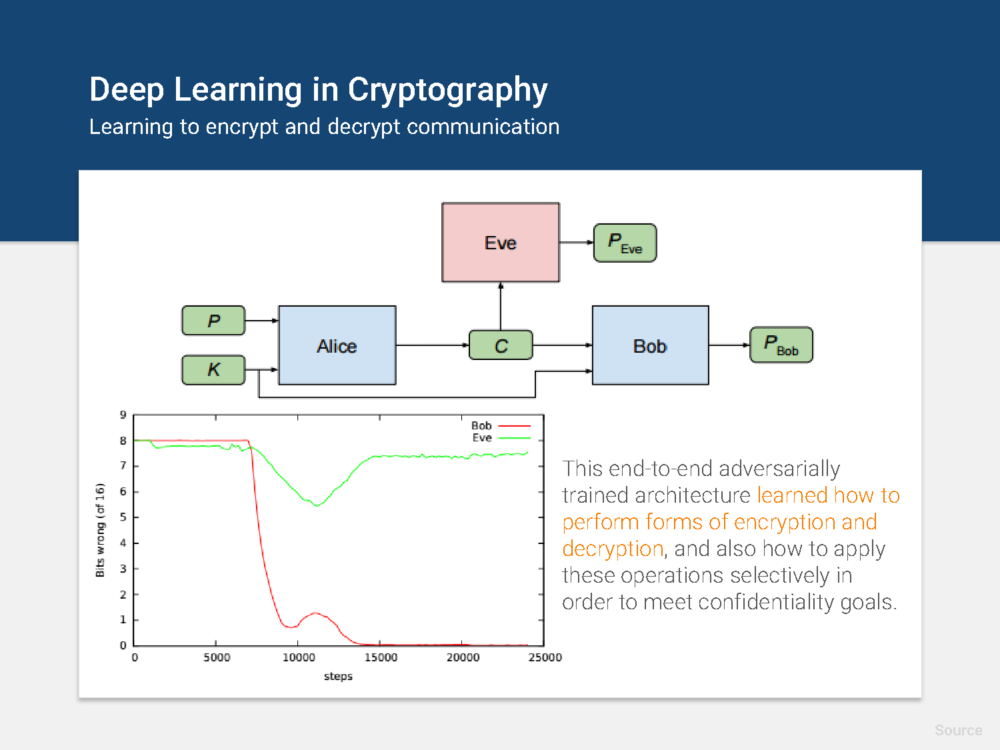 Deep Learning in Cryptography
Learning to encrypt and decrypt communication
Eve
P Eve
P
Alice
C
Bob
P Bob
K
9
8
7
6
5
4
3
2
1
0
Bits wrong (of 16)
Bob
Eve
0 5000 10000 15000 20000 25000
steps
This end-to-end adversarially
trained architecture learned how to
perform forms of encryption and
decryption, and also how to apply
these operations selectively in
order to meet confidentiality goals.
Source